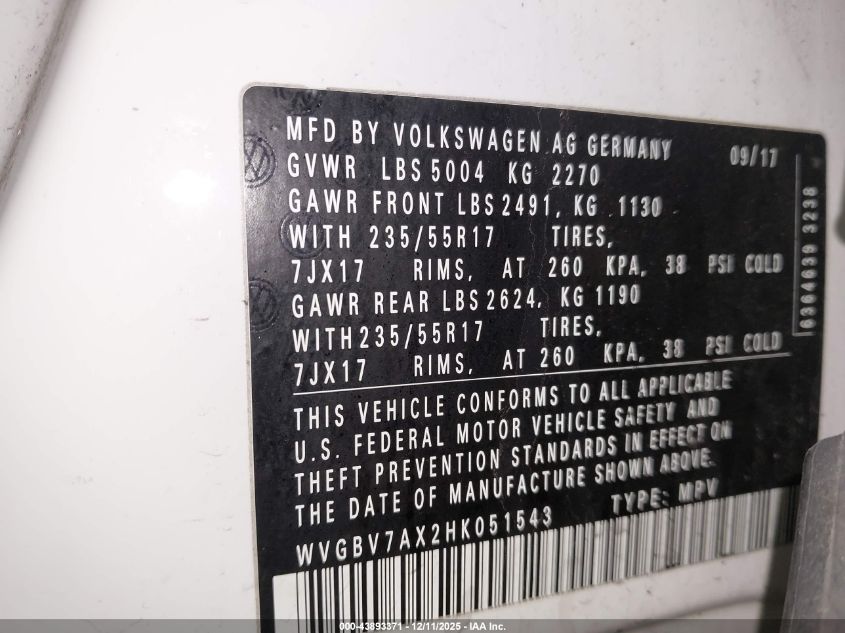 MFD BY VOLKSWAGEN AG GERMANY 09/17
GVWR LBS 5004 KG 2270
GAWR FRONT LBS 2491, KG 1130
WITH 235/55R17 TIRES,
7JX17 RIMS, AT 260 KPA, 38 PSI COLD
GAWR REAR LBS 2624, KG 1190
WITH 235/55R17 TIRES,
7JX17 RIMS, AT 260 KPA, 38 PSI COLD
THIS VEHICLE CONFORMS TO ALL APPLICABLE
U.S. FEDERAL MOTOR VEHICLE SAFETY AND
THEFT PREVENTION STANDARDS IN EFFECT ON
THE DATE OF MANUFACTURE SHOWN ABOVE.
WVGBV7AX2HK051543 TYPE: MPV
6364639 3238
000-43893371 - 12/11/2025 - IAA Inc.